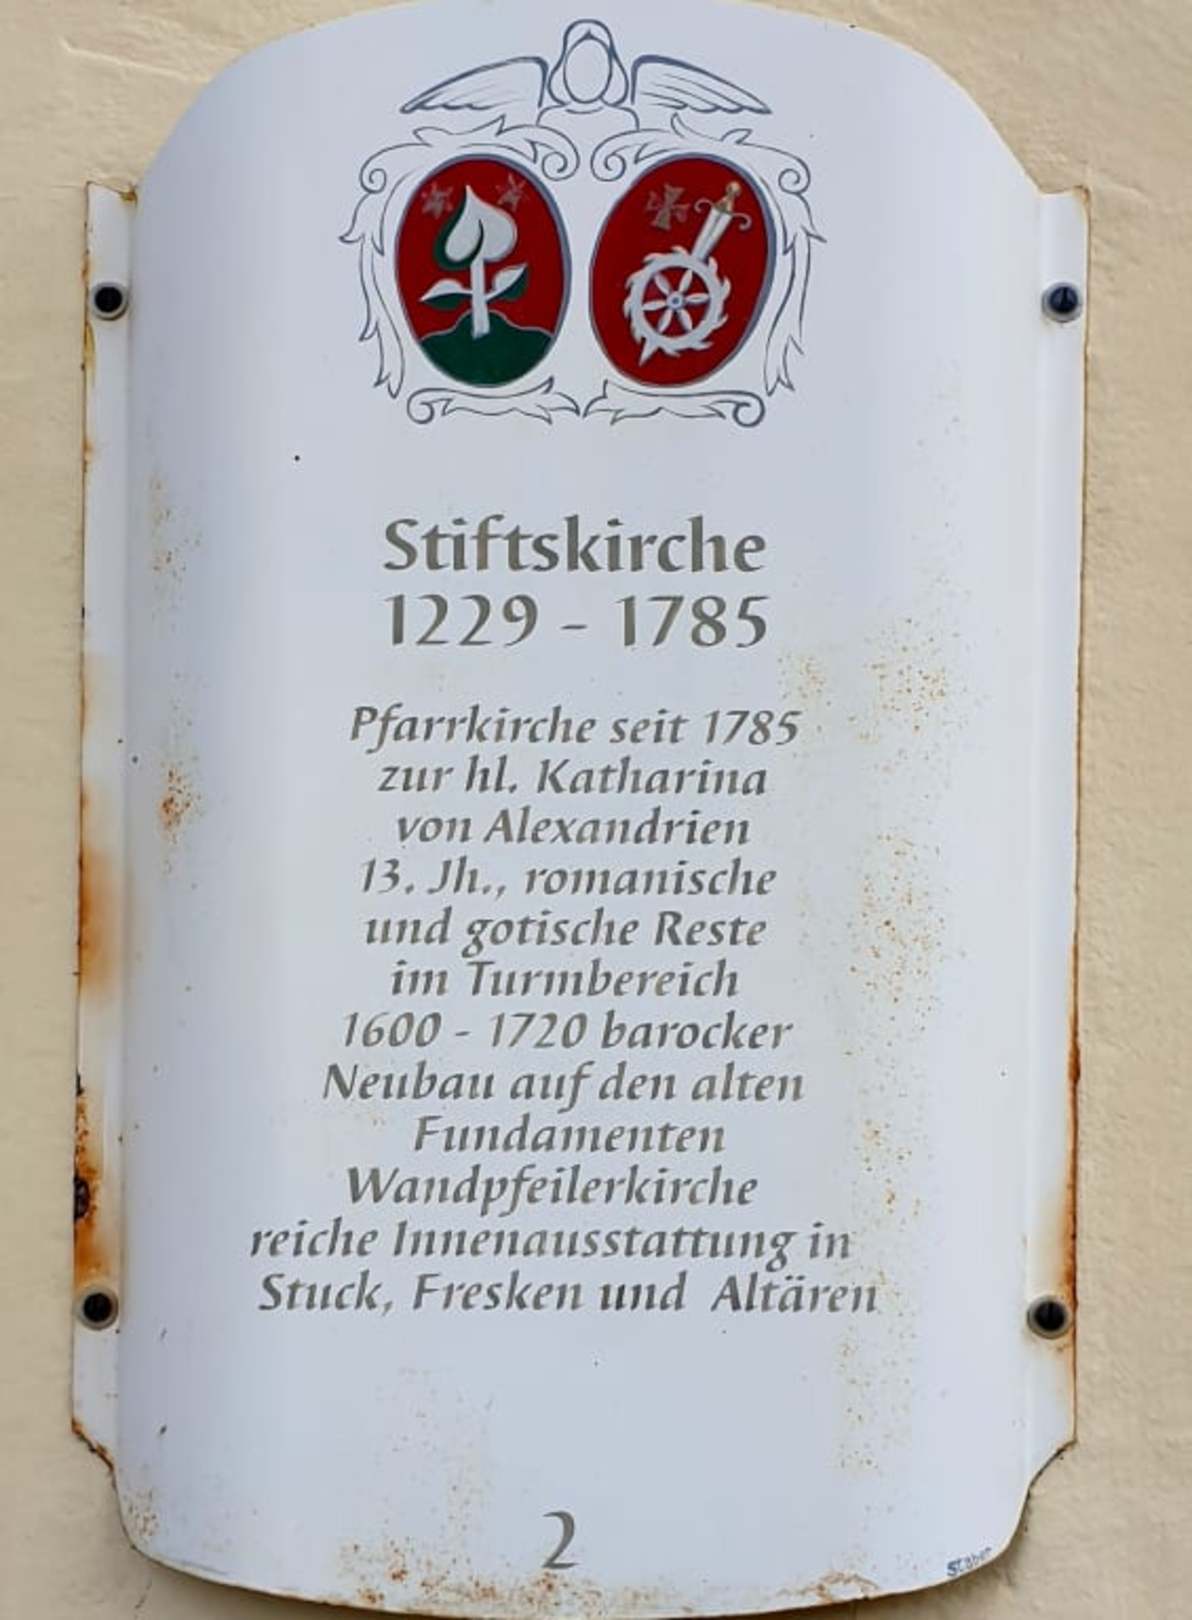 Stiftskirche
1229 - 1785
Pfarrkirche seit 1785
zur hl. Katharina
von Alexandrien
13. Jh., romanische
und gotische Reste
im Turmbereich
1600 - 1720 barocker
Neubau auf den alten
Fundamenten
Wandpfeilerkirche
reiche Innenausstattung in
Stuck, Fresken und Altären
2